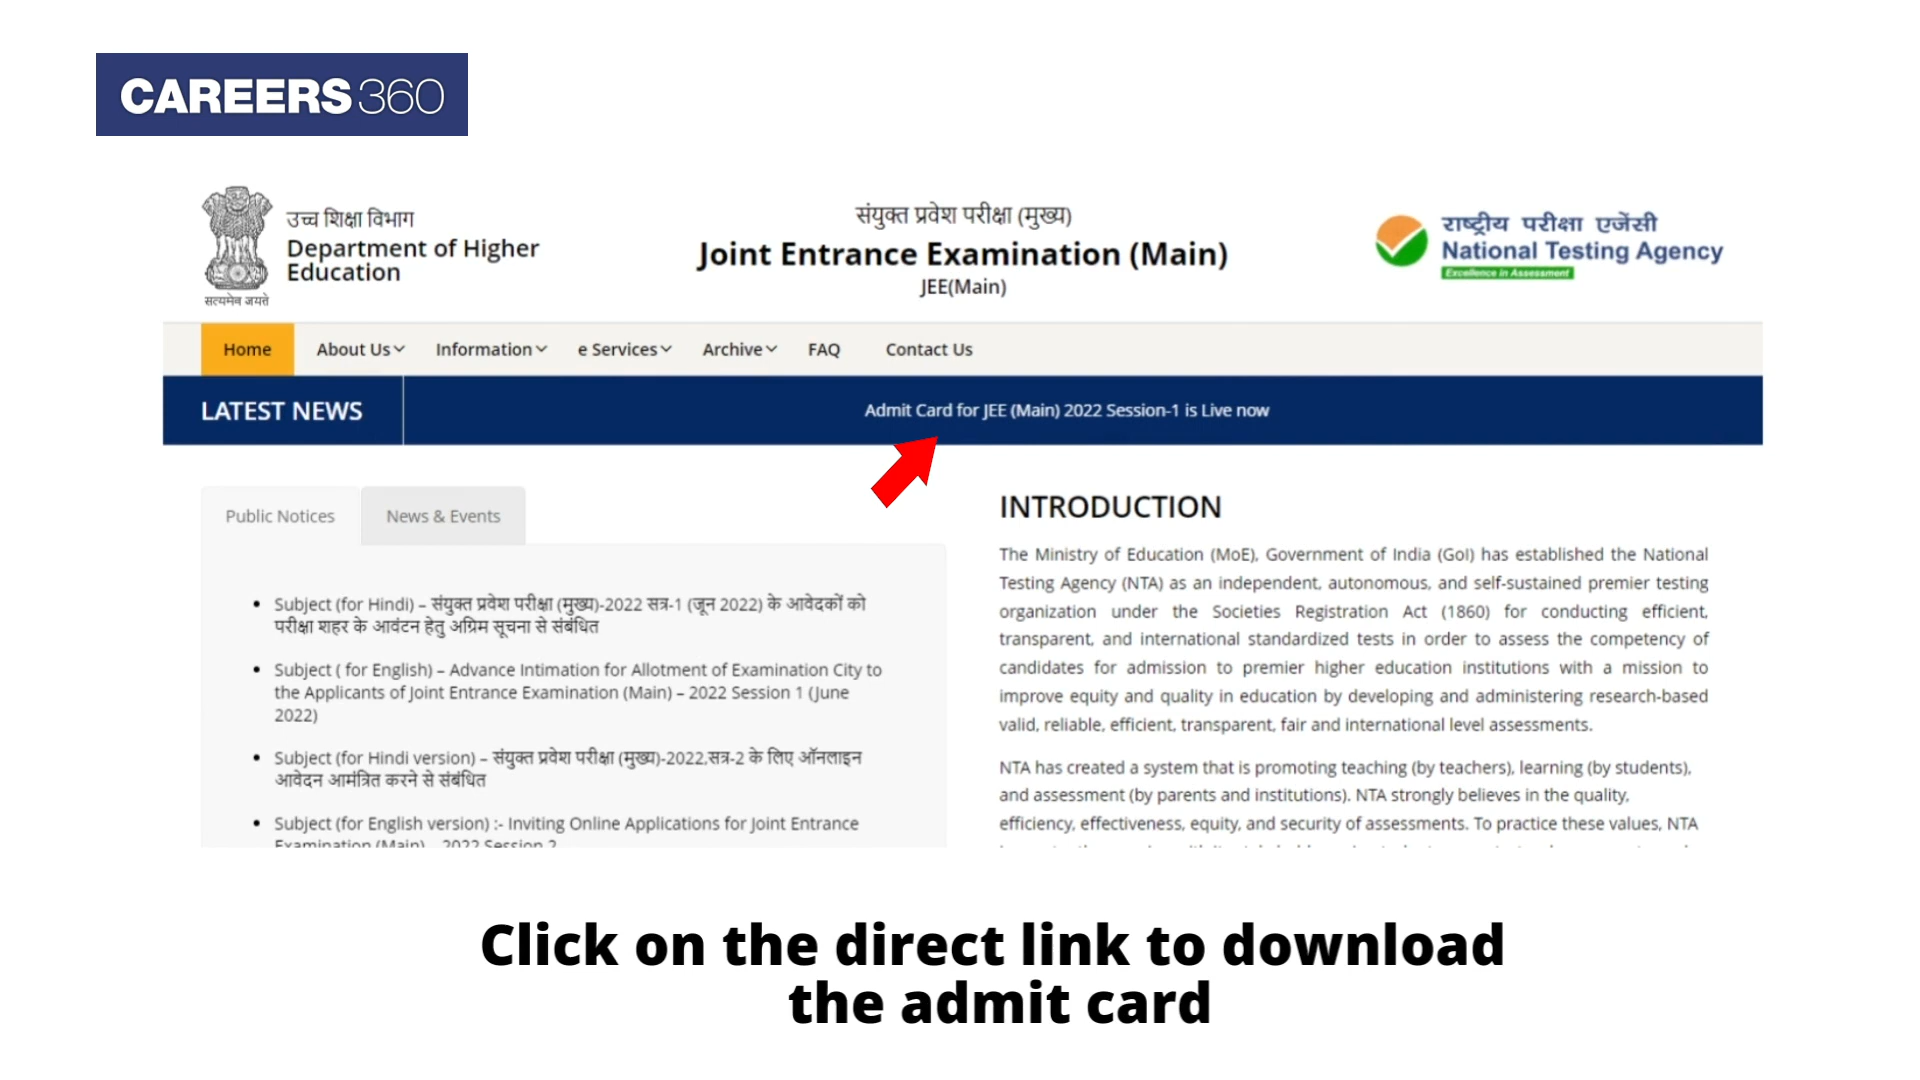 CAREERS360
उच्च शिक्षा विभाग
Department of Higher
Education
सत्यमेव जयते
संयुक्त प्रवेश परीक्षा (मुख्य)
Joint Entrance Examination (Main)
JEE(Main)
राष्ट्रीय परीक्षा एजेंसी
National Testing Agency
Excellence in Assessment
Home About Us Information e Services Archive FAQ Contact Us
LATEST NEWS
Admit Card for JEE (Main) 2022 Session-1 is Live now
Public Notices News & Events
Subject (for Hindi) – संयुक्त प्रवेश परीक्षा (मुख्य)-2022 सत्र-1 (जून 2022) के आवेदकों को
परीक्षा शहर के आवंटन हेतु अग्रिम सूचना से संबंधित
Subject ( for English) – Advance Intimation for Allotment of Examination City to
the Applicants of Joint Entrance Examination (Main) – 2022 Session 1 (June
2022)
Subject (for Hindi version) – संयुक्त प्रवेश परीक्षा (मुख्य)-2022,सत्र-2 के लिए ऑनलाइन
आवेदन आमंत्रित करने से संबंधित
Subject (for English version) :- Inviting Online Applications for Joint Entrance
Examination (Main) – 2022 Session 2
INTRODUCTION
The Ministry of Education (MoE), Government of India (GoI) has established the National
Testing Agency (NTA) as an independent, autonomous, and self-sustained premier testing
organization under the Societies Registration Act (1860) for conducting efficient,
transparent, and international standardized tests in order to assess the competency of
candidates for admission to premier higher education institutions with a mission to
improve equity and quality in education by developing and administering research-based
valid, reliable, efficient, transparent, fair and international level assessments.
NTA has created a system that is promoting teaching (by teachers), learning (by students),
and assessment (by parents and institutions). NTA strongly believes in the quality,
efficiency, effectiveness, equity, and security of assessments. To practice these values, NTA
Click on the direct link to download
the admit card